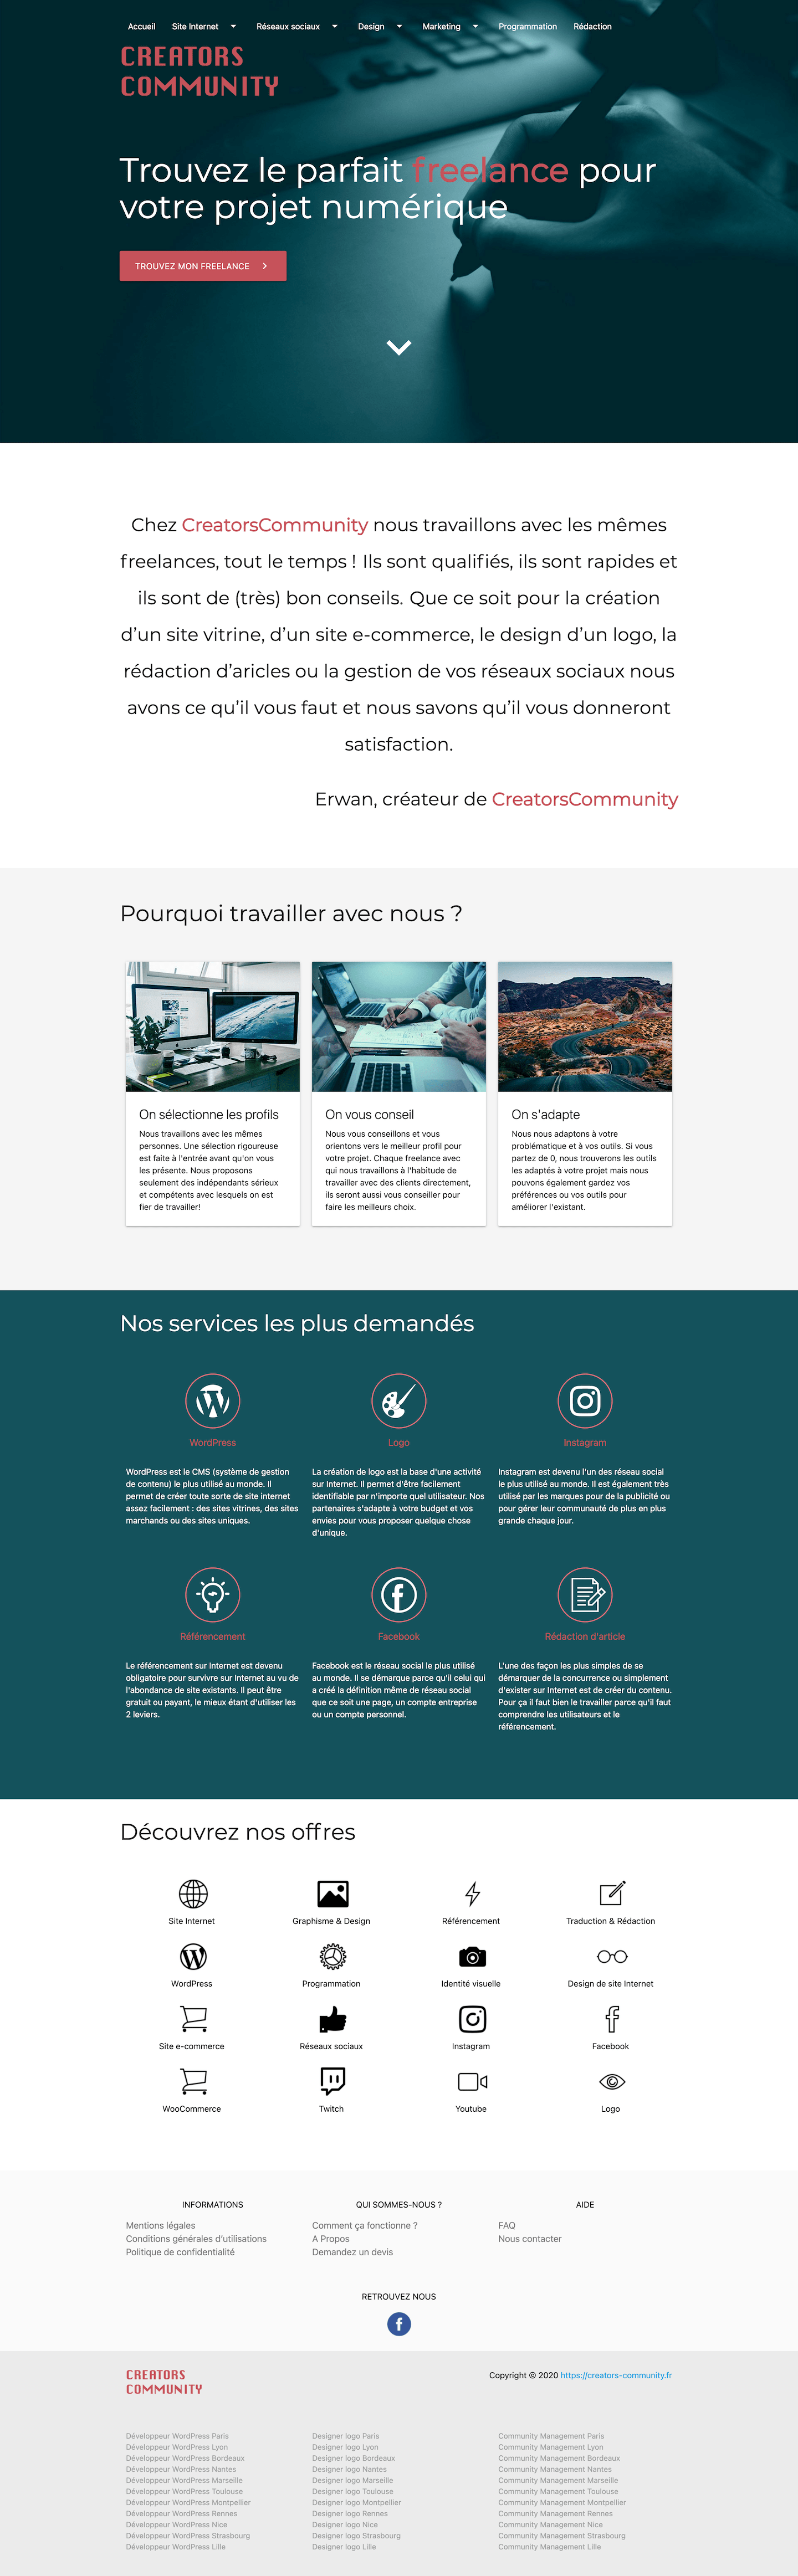 Accueil Site Internet Réseaux sociaux Design Marketing Programmation Rédaction
CREATORS
COMMUNITY
Trouvez le parfait freelance pour
votre projet numérique
TROUVEZ MON FREELANCE
Chez CreatorsCommunity nous travaillons avec les mêmes
freelances, tout le temps ! Ils sont qualifiés, ils sont rapides et
ils sont de (très) bon conseils. Que ce soit pour la création
d'un site vitrine, d'un site e-commerce, le design d'un logo, la
rédaction d'aricles ou la gestion de vos réseaux sociaux nous
avons ce qu'il vous faut et nous savons qu'il vous donneront
satisfaction.
Erwan, créateur de CreatorsCommunity
Pourquoi travailler avec nous ?
On sélectionne les profils
Nous travaillons avec les mêmes
personnes. Une sélection rigoureuse
est faite à l'entrée avant qu'on vous
les présente. Nous proposons
seulement des indépendants sérieux
et compétents avec lesquels on est
fier de travailler!
On vous conseil
Nous vous conseillons et vous
orientons vers le meilleur profil pour
votre projet. Chaque freelance avec
qui nous travaillons à l'habitude de
travailler avec des clients directement,
ils seront aussi vous conseiller pour
faire les meilleurs choix.
On s'adapte
Nous nous adaptons à votre
problématique et à vos outils. Si vous
partez de 0, nous trouverons les outils
les adaptés à votre projet mais nous
pouvons également gardez vos
préférences ou vos outils pour
améliorer l'existant.
Nos services les plus demandés
WordPress
WordPress est le CMS (système de gestion
de contenu) le plus utilisé au monde. Il
permet de créer toute sorte de site internet
assez facilement : des sites vitrines, des sites
marchands ou des sites uniques.
Logo
La création de logo est la base d'une activité
sur Internet. Il permet d'être facilement
identifiable par n'importe quel utilisateur. Nos
partenaires s'adapte à votre budget et vos
envies pour vous proposer quelque chose
d'unique.
Instagram
Instagram est devenu l'un des réseau social
le plus utilisé au monde. Il est également très
utilisé par les marques pour de la publicité ou
pour gérer leur communauté de plus en plus
grande chaque jour.
Référencement
Le référencement sur Internet est devenu
obligatoire pour survivre sur Internet au vu de
l'abondance de site existants. Il peut être
gratuit ou payant, le mieux étant d'utiliser les
2 leviers.
Facebook
Facebook est le réseau social le plus utilisé
au monde. Il se démarque parce qu'il celui qui
a créé la définition même de réseau social
que ce soit une page, un compte entreprise
ou un compte personnel.
Rédaction d'article
L'une des façon les plus simples de se
démarquer de la concurrence ou simplement
d'exister sur Internet est de créer du contenu.
Pour ça il faut bien le travailler parce qu'il faut
comprendre les utilisateurs et le
référencement.
Découvrez nos offres
Site Internet
Graphisme & Design
Référencement
Traduction & Rédaction
WordPress
Programmation
Identité visuelle
Design de site Internet
Site e-commerce
Réseaux sociaux
Instagram
Facebook
WooCommerce
Twitch
Youtube
Logo
INFORMATIONS
Mentions légales
Conditions générales d'utilisations
Politique de confidentialité
QUI SOMMES-NOUS ?
Comment ça fonctionne ?
A Propos
Demandez un devis
AIDE
FAQ
Nous contacter
RETROUVEZ NOUS
CREATORS
COMMUNITY
Copyright © 2020 https://creators-community.fr
Développeur WordPress Paris
Développeur WordPress Lyon
Développeur WordPress Bordeaux
Développeur WordPress Nantes
Développeur WordPress Marseille
Développeur WordPress Toulouse
Développeur WordPress Montpellier
Développeur WordPress Rennes
Développeur WordPress Nice
Développeur WordPress Strasbourg
Développeur WordPress Lille
Designer logo Paris
Designer logo Lyon
Designer logo Bordeaux
Designer logo Nantes
Designer logo Marseille
Designer logo Toulouse
Designer logo Montpellier
Designer logo Rennes
Designer logo Nice
Designer logo Strasbourg
Designer logo Lille
Community Management Paris
Community Management Lyon
Community Management Bordeaux
Community Management Nantes
Community Management Marseille
Community Management Toulouse
Community Management Montpellier
Community Management Rennes
Community Management Nice
Community Management Strasbourg
Community Management Lille